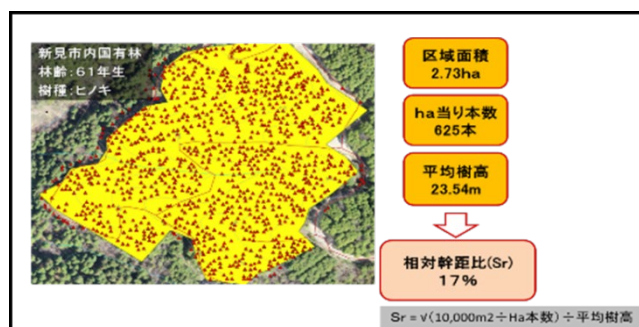 新見市内国有林
林齢：61年生
樹種：ヒノキ
区域面積
2.73ha
ha当り本数
625本
平均樹高
23.54m
相対幹距比(Sr)
17%
Sr = √(10,000m2÷Ha本数)÷平均樹高